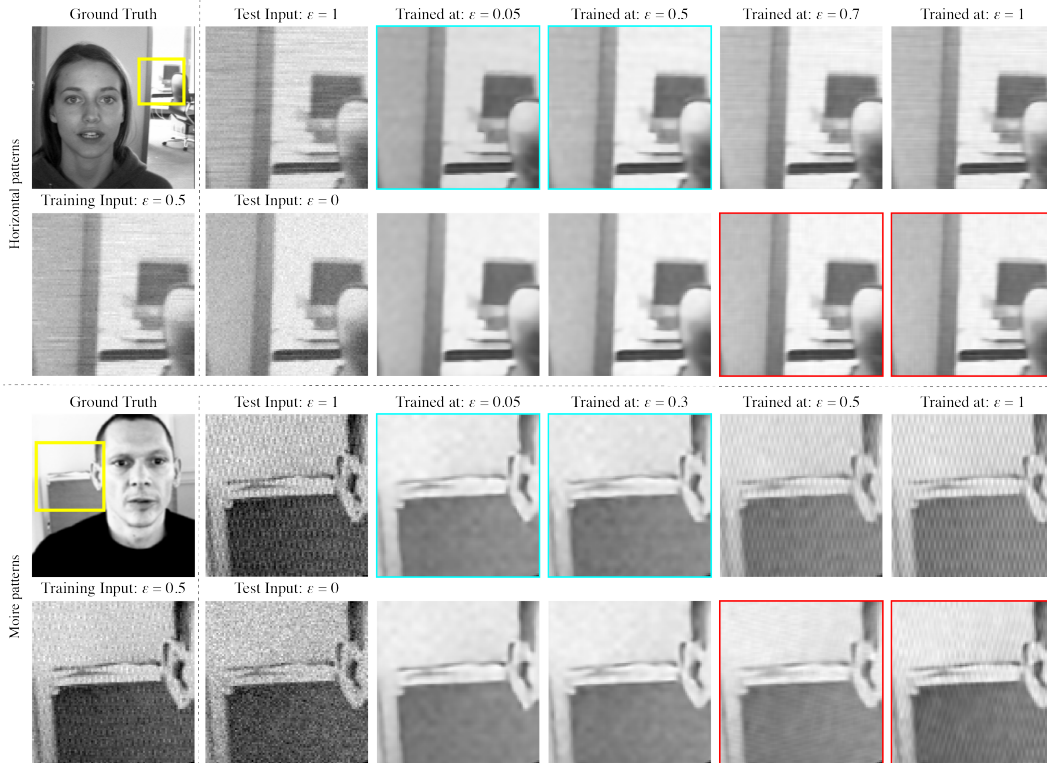 Ground Truth
Test Input: ε = 1
Trained at: ε = 0.05
Trained at: ε = 0.5
Trained at: ε = 0.7
Trained at: ε = 1
Horizontal patterns
Training Input: ε = 0.5
Test Input: ε = 0
Ground Truth
Test Input: ε = 1
Trained at: ε = 0.05
Trained at: ε = 0.3
Trained at: ε = 0.5
Trained at: ε = 1
Moire patterns
Training Input: ε = 0.5
Test Input: ε = 0